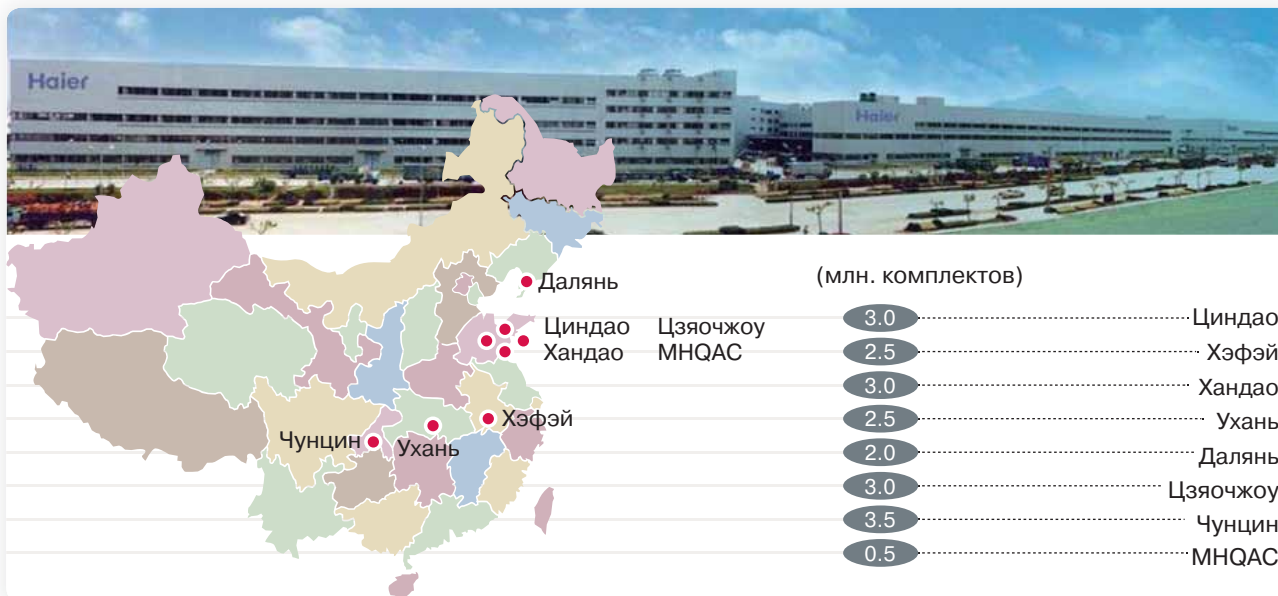 Haier
Haier
Далянь
(млн. комплектов)
Циндао Цзяочжоу
Хандао MHQAC
Хэфэй
Чунцин
Ухань
3.0 Циндао
2.5 Хэфэй
3.0 Хандао
2.5 Ухань
2.0 Далянь
3.0 Цзяочжоу
3.5 Чунцин
0.5 MHQAC